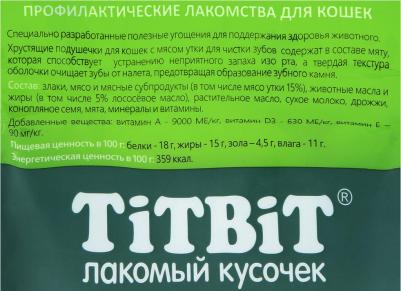 ПРОФИЛАКТИЧЕСКИЕ ЛАКОМСТВА ДЛЯ КОШЕК
Специально разработанные полезные угощения для поддержания здоровья животного.
Хрустящие подушечки для кошек с мясом утки для чистки зубов содержат в составе мяту,
которая способствует устранению неприятного запаха изо рта, а твердая текстура
оболочки очищает зубы от налета, предотвращая образование зубного камня.
Состав: злаки, мясо и мясные субпродукты (в том числе мясо утки 15%), животные масла и
жиры (в том числе 5% лососёвое масло), растительное масло, сухое молоко, дрожжи,
конопляное семя, мята, минералы и витамины.
Добавленные вещества: витамин А - 9000 МЕ/кг, витамин D3 - 630 МЕ/кг, витамин Е –
90 мг/кг.
Пищевая ценность в 100 г: белки - 18 г, жиры - 15 г, зола – 4,5 г, влага - 11 г.
Энергетическая ценность в 100 г: 359 ккал.
TiTBiT®
лакомый кусочек